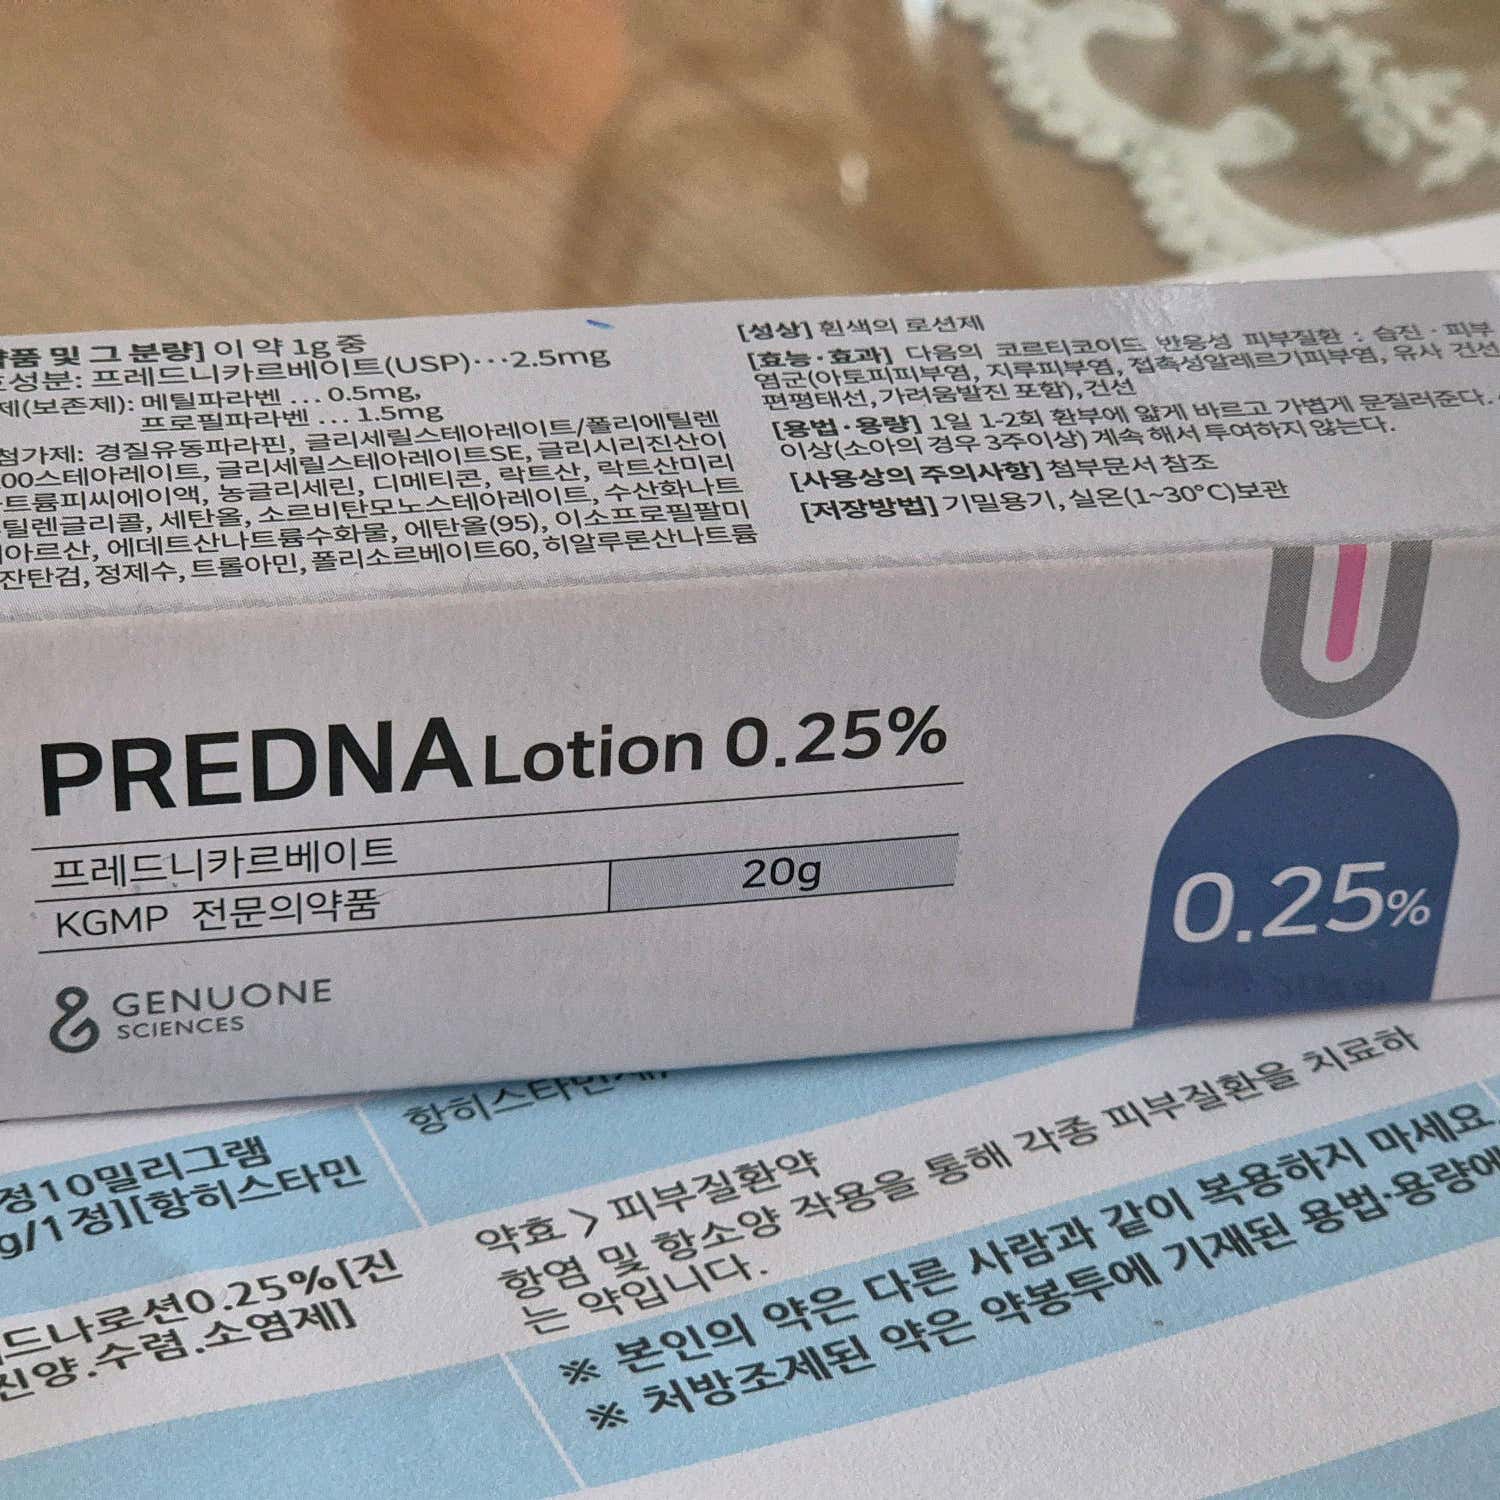 약품 및 그 분량] 이 약 1g 중
효성분: 프레드니카르베이트(USP)···2.5mg
제(보존제): 메틸파라벤 ... 0.5mg,
프로필파라벤 ... 1.5mg
첨가제: 경질유동파라핀, 글리세릴스테아레이트/폴리에틸렌
00스테아레이트, 글리세릴스테아레이트SE, 글리시리진산이
트륨피씨에이액, 농글리세린, 디메티콘, 락트산, 락트산미리
틸렌글리콜, 세탄올, 소르비탄모노스테아레이트, 수산화나트
아르산, 에데트산나트륨수화물, 에탄올(95), 이소프로필팔미
잔탄검, 정제수, 트롤아민, 폴리소르베이트60, 히알루론산나트륨
[성상] 흰색의 로션제
[효능·효과] 다음의 코르티코이드 반응성 피부질환 : 습진·피부
염군(아토피피부염, 지루피부염, 접촉성알레르기피부염, 유사 건선
편평태선, 가려움발진 포함), 건선
[용법·용량] 1일 1-2회 환부에 얇게 바르고 가볍게 문질러준다.
이상(소아의 경우 3주이상) 계속 해서 투여하지 않는다.
[사용상의 주의사항] 첨부문서 참조
[저장방법] 기밀용기, 실온(1~30°C)보관
PREDNA Lotion 0.25%
프레드니카르베이트
KGMP 전문의약품
20g
GENUONE
SCIENCES
0.25%
정10밀리그램
g/1정][항히스타민
항히스타민제
드나로션0.25%[진
진양.수렴.소염제]
약효 > 피부질환약
항염 및 항소양 작용을 통해 각종 피부질환을 치료하
는 약입니다.
※ 본인의 약은 다른 사람과 같이 복용하지 마세요.
※ 처방조제된 약은 약봉투에 기재된 용법·용량에